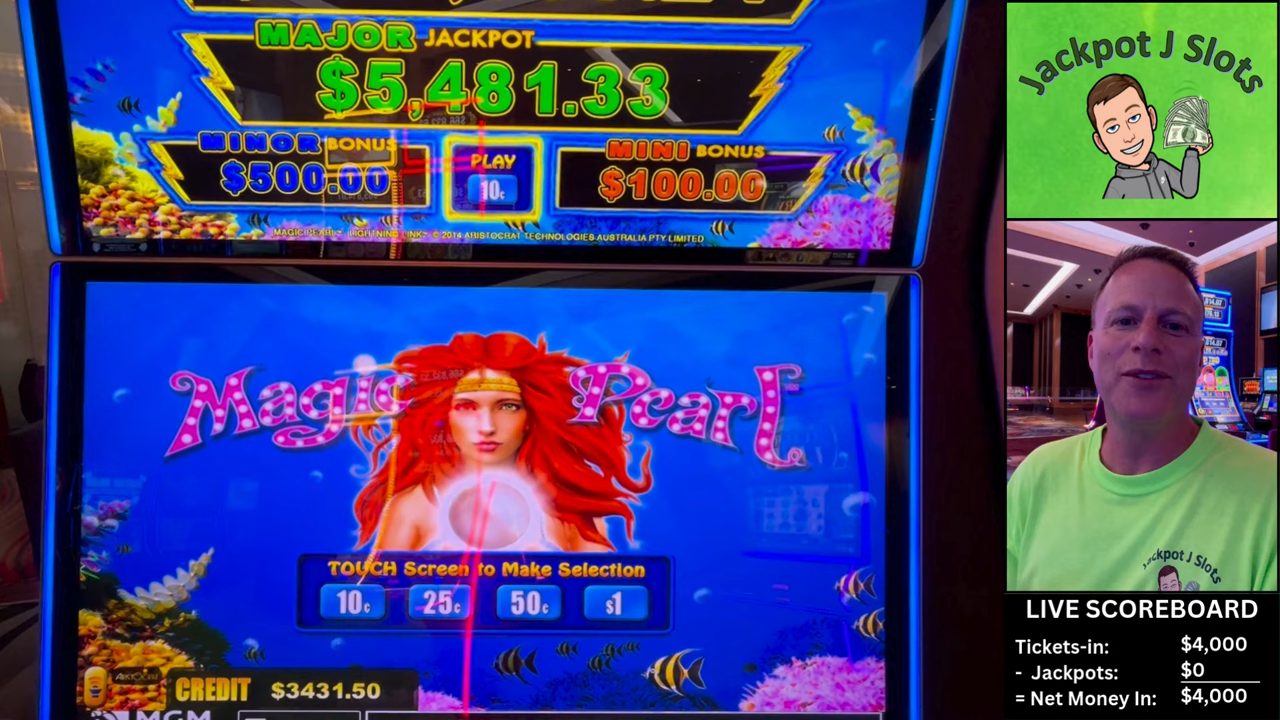 MAJOR JACKPOT
$5,481.33
MINOR BONUS
$500.00
PLAY
10¢
MINI BONUS
$100.00
MAGIC PEARL LIGHTNING LINK © 2014 ARISTOCRAT TECHNOLOGIES AUSTRALIA PTY LIMITED
Magic Pearl
TOUCH Screen to Make Selection
10¢ 25¢ 50¢ $1
ARISTOCRAT
CREDIT $3431.50
MGM
Jackpot J Slots
Jackpot J Slots
LIVE SCOREBOARD
Tickets-in: $4,000
- Jackpots: $0
= Net Money In: $4,000